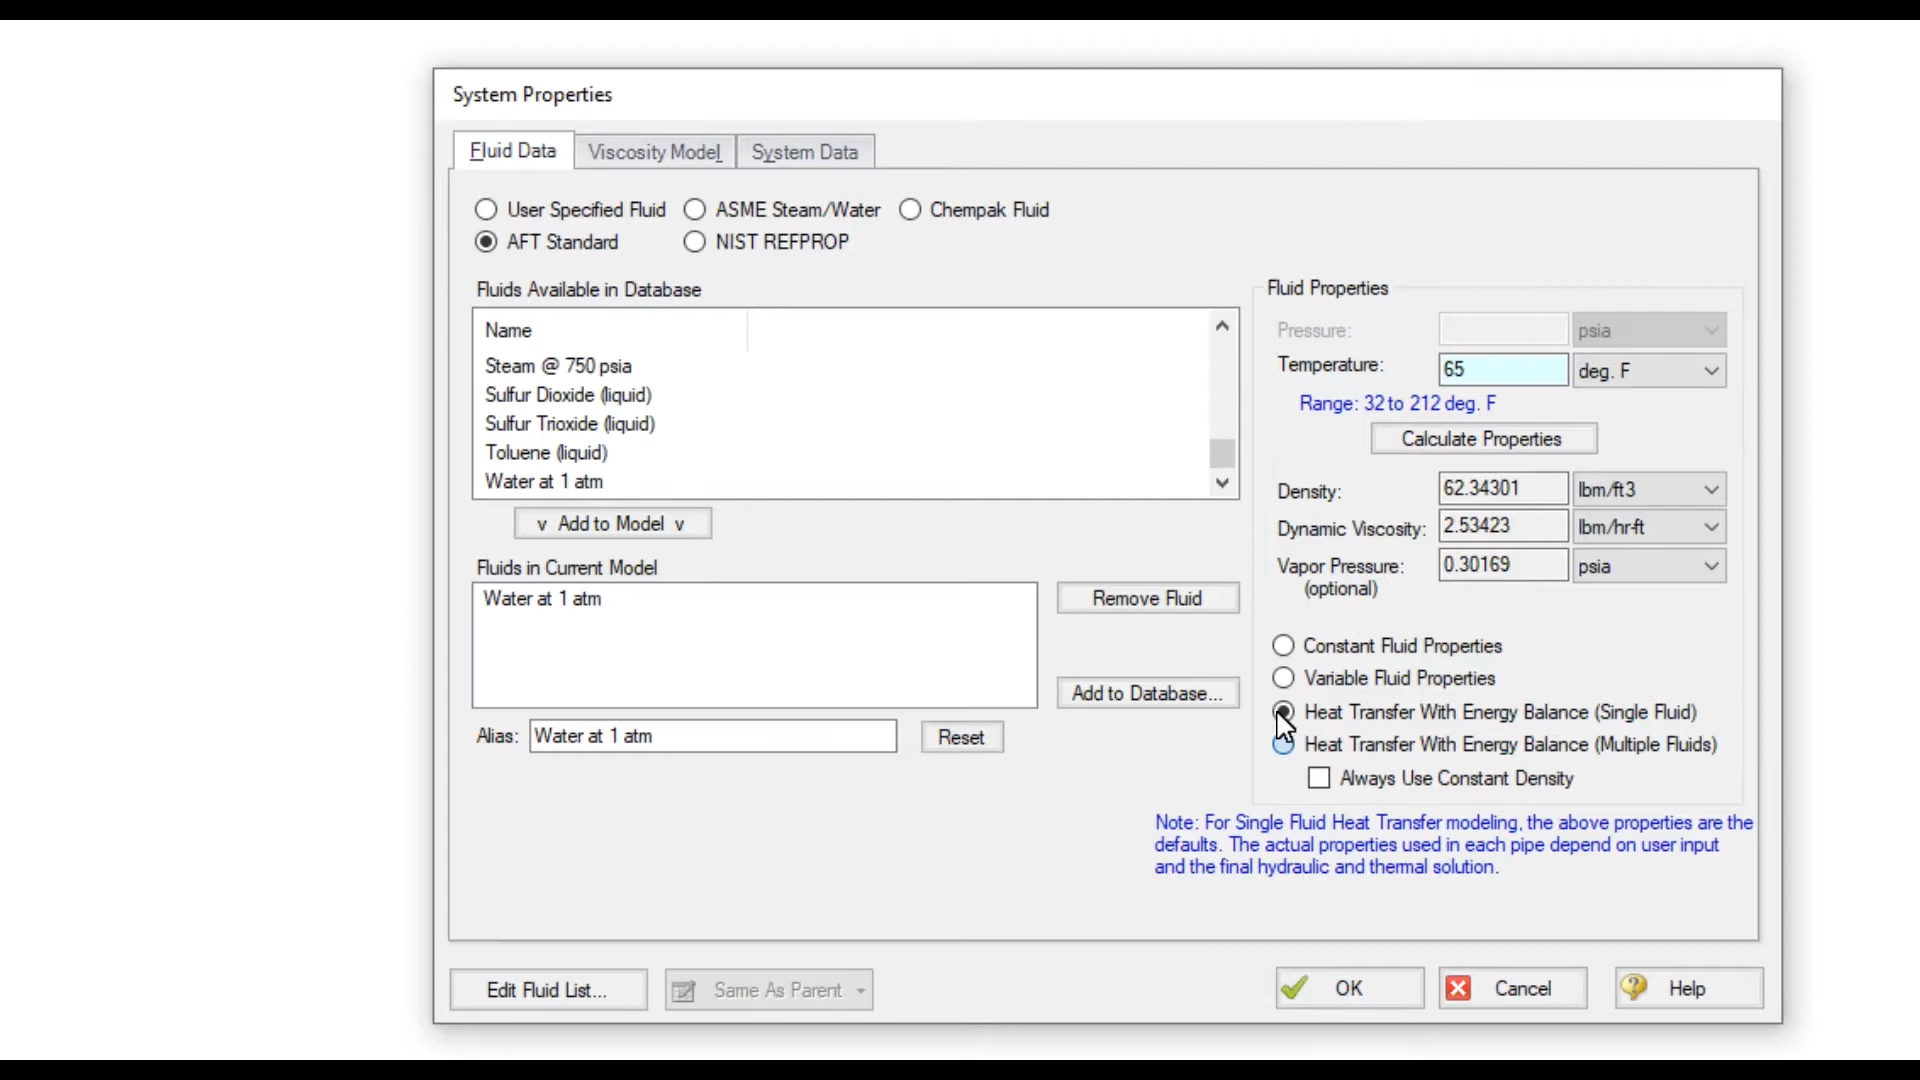 System Properties
Fluid Data
Viscosity Model
System Data
User Specified Fluid
ASME Steam/Water
Chempak Fluid
AFT Standard
NIST REFPROP
Fluids Available in Database
Name
Steam @ 750 psia
Sulfur Dioxide (liquid)
Sulfur Trioxide (liquid)
Toluene (liquid)
Water at 1 atm
v Add to Model v
Fluids in Current Model
Water at 1 atm
Remove Fluid
Add to Database...
Alias: Water at 1 atm
Reset
Fluid Properties
Pressure: psia
Temperature: 65 deg. F
Range: 32 to 212 deg. F
Calculate Properties
Density: 62.34301 lbm/ft3
Dynamic Viscosity: 2.53423 lbm/hr-ft
Vapor Pressure: 0.30169 psia
(optional)
Constant Fluid Properties
Variable Fluid Properties
Heat Transfer With Energy Balance (Single Fluid)
Heat Transfer With Energy Balance (Multiple Fluids)
Always Use Constant Density
Note: For Single Fluid Heat Transfer modeling, the above properties are the
defaults. The actual properties used in each pipe depend on user input
and the final hydraulic and thermal solution.
Edit Fluid List...
Same As Parent
OK
Cancel
Help